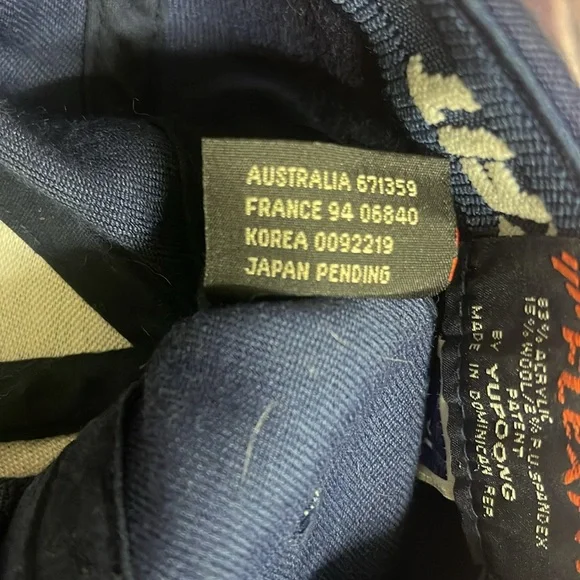 AUSTRALIA 671359
FRANCE 94 06840
KOREA 0092219
JAPAN PENDING
FLEX
83% ACRYLIC
15% WOOL/2% P.U. SPANDEX
PATENT
BY YUPOONG
MADE IN DOMINICAN REP